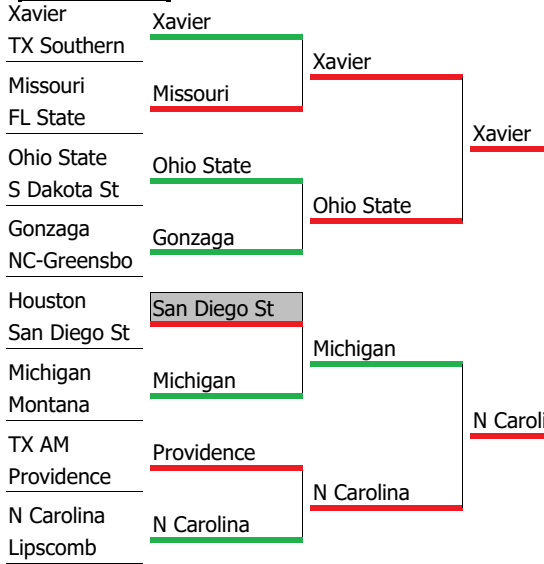 Xavier
TX Southern
Missouri
FL State
Ohio State
S Dakota St
Gonzaga
NC-Greensbo
Houston
San Diego St
Michigan
Montana
TX AM
Providence
N Carolina
Lipscomb
Xavier
Missouri
Ohio State
Gonzaga
San Diego St
Michigan
Providence
N Carolina
Xavier
Ohio State
Michigan
N Carolina
Xavier
N Caroli